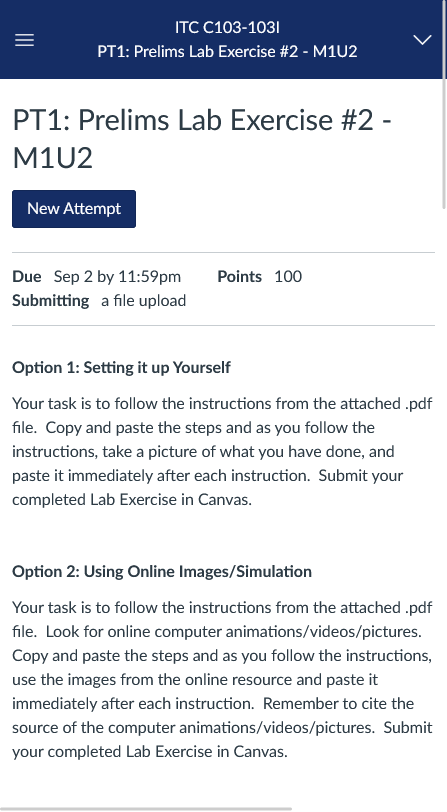 ITC C103-103I
PT1: Prelims Lab Exercise #2 - M1U2
PT1: Prelims Lab Exercise #2 -
M1U2
New Attempt
Due Sep 2 by 11:59pm Points 100
Submitting a file upload
Option 1: Setting it up Yourself
Your task is to follow the instructions from the attached .pdf
file. Copy and paste the steps and as you follow the
instructions, take a picture of what you have done, and
paste it immediately after each instruction. Submit your
completed Lab Exercise in Canvas.
Option 2: Using Online Images/Simulation
Your task is to follow the instructions from the attached .pdf
file. Look for online computer animations/videos/pictures.
Copy and paste the steps and as you follow the instructions,
use the images from the online resource and paste it
immediately after each instruction. Remember to cite the
source of the computer animations/videos/pictures. Submit
your completed Lab Exercise in Canvas.